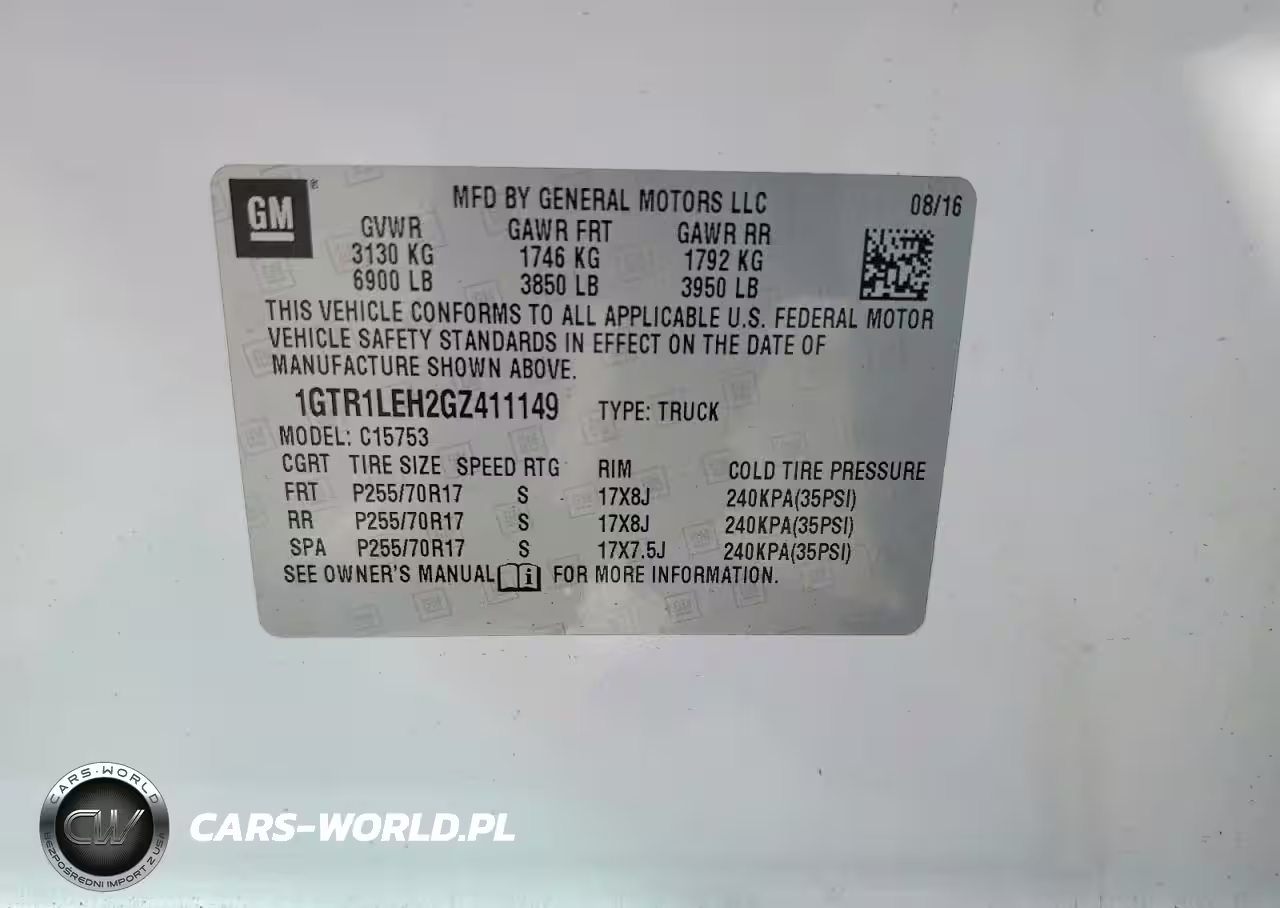 GM ®
MFD BY GENERAL MOTORS LLC 08/16
GVWR GAWR FRT GAWR RR
3130 KG 1746 KG 1792 KG
6900 LB 3850 LB 3950 LB
THIS VEHICLE CONFORMS TO ALL APPLICABLE U.S. FEDERAL MOTOR
VEHICLE SAFETY STANDARDS IN EFFECT ON THE DATE OF
MANUFACTURE SHOWN ABOVE.
1GTR1LEH2GZ411149 TYPE: TRUCK
MODEL: C15753
CGRT TIRE SIZE SPEED RTG RIM COLD TIRE PRESSURE
FRT P255/70R17 S 17X8J 240KPA(35PSI)
RR P255/70R17 S 17X8J 240KPA(35PSI)
SPA P255/70R17 S 17X7.5J 240KPA(35PSI)
SEE OWNER'S MANUAL FOR MORE INFORMATION.
CARS-WORLD
CW
BEZPOŚREDNI IMPORT Z USA
CARS-WORLD.PL